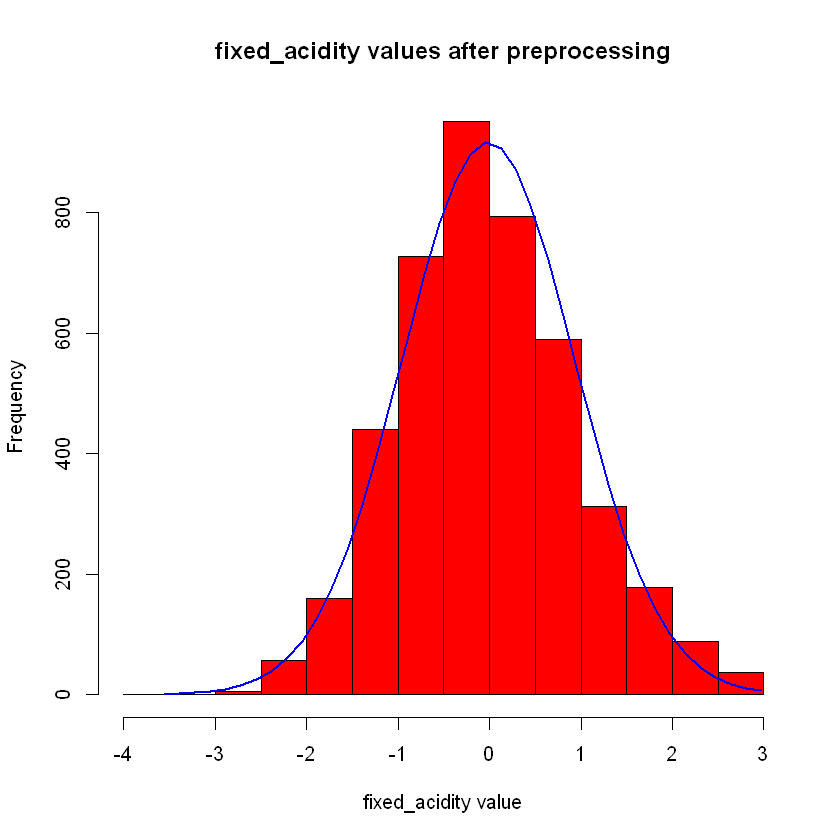 fixed_acidity values after preprocessing
Frequency
800
600
400
200
0
-4 -3 -2 -1 0 1 2 3
fixed_acidity value